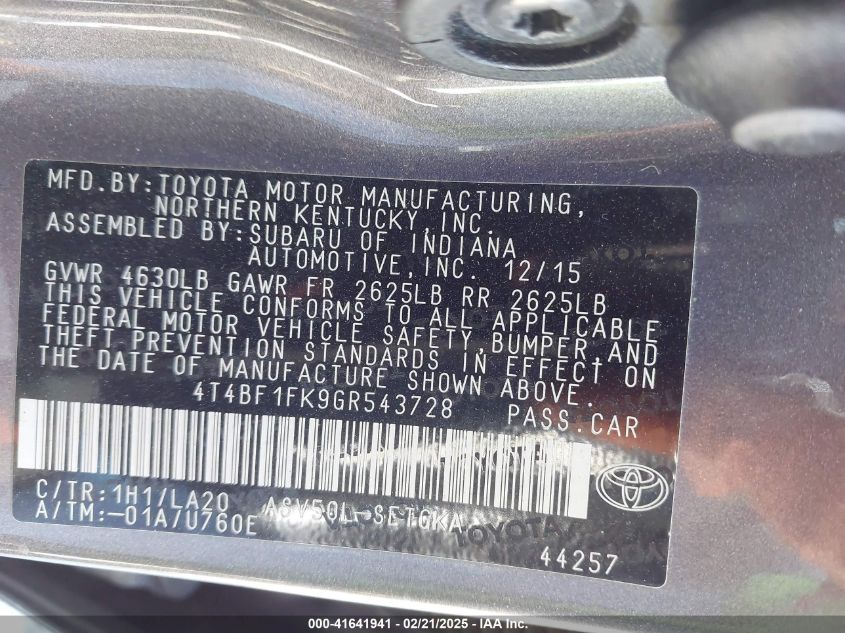 MFD.BY:TOYOTA MOTOR MANUFACTURING,
NORTHERN KENTUCKY,INC.
ASSEMBLED BY:SUBARU OF INDIANA
AUTOMOTIVE,INC. 12/15
GVWR 4630LB GAWR FR 2625LB RR 2625LB
THIS VEHICLE CONFORMS TO ALL APPLICABLE
FEDERAL MOTOR VEHICLE SAFETY,BUMPER,AND
THEFT PREVENTION STANDARDS IN EFFECT ON
THE DATE OF MANUFACTURE SHOWN ABOVE.
4T4BF1FK9GR543728 PASS.CAR
C/TR:1H1/LA20 ASV50L-SETGKA
A/TM:-01A/U760E TOYOTA
44257
000-41641941 / 02/21/2025 - IAAI Inc.